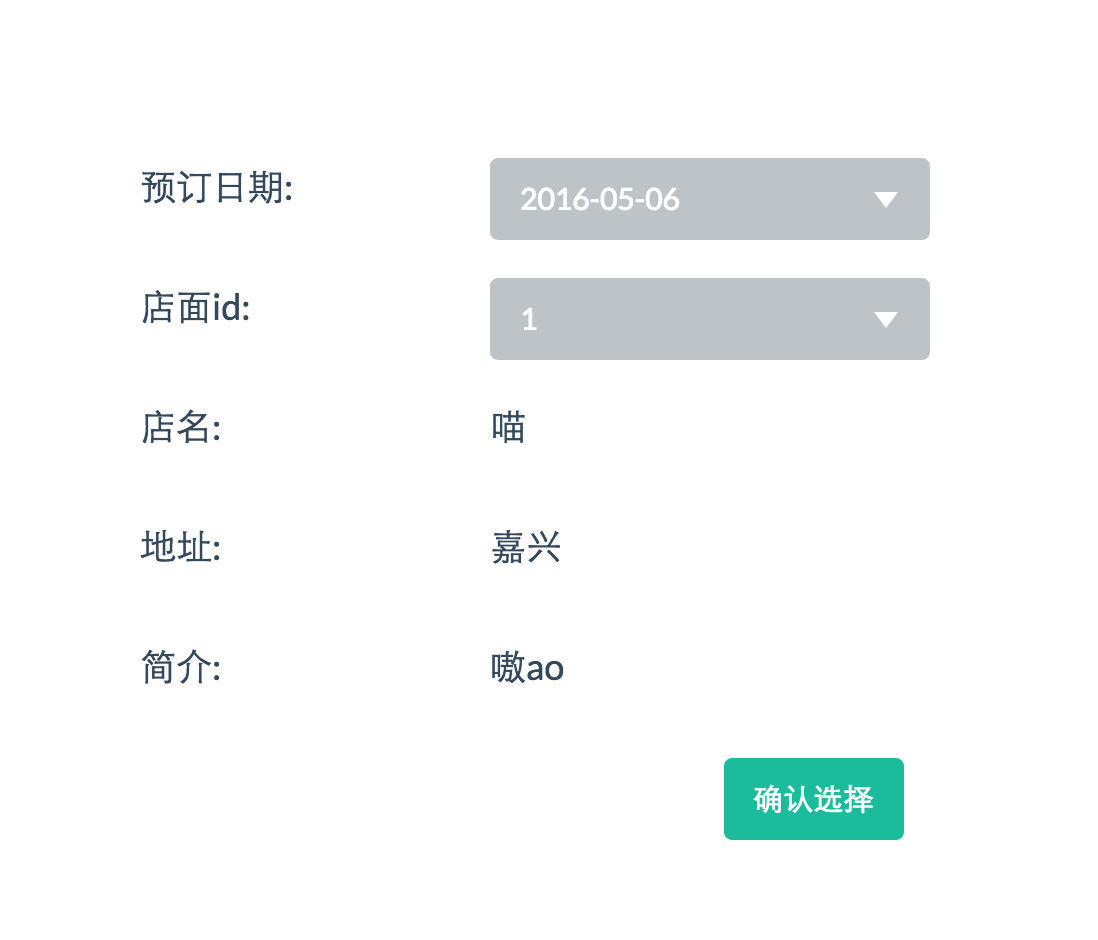 预订日期: 2016-05-06
店面id: 1
店名: 喵
地址: 嘉兴
简介: 嗷ao
确认选择